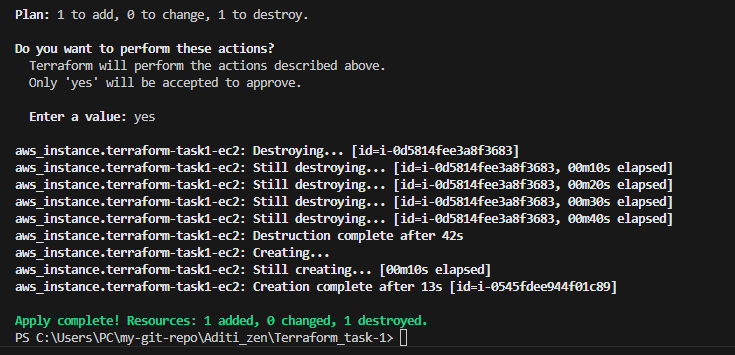 Plan: 1 to add, 0 to change, 1 to destroy.
Do you want to perform these actions?
Terraform will perform the actions described above.
Only 'yes' will be accepted to approve.
Enter a value: yes
aws_instance.terraform-task1-ec2: Destroying... [id=i-0d5814fee3a8f3683]
aws_instance.terraform-task1-ec2: Still destroying... [id=i-0d5814fee3a8f3683, 00m10s elapsed]
aws_instance.terraform-task1-ec2: Still destroying... [id=i-0d5814fee3a8f3683, 00m20s elapsed]
aws_instance.terraform-task1-ec2: Still destroying... [id=i-0d5814fee3a8f3683, 00m30s elapsed]
aws_instance.terraform-task1-ec2: Still destroying... [id=i-0d5814fee3a8f3683, 00m40s elapsed]
aws_instance.terraform-task1-ec2: Destruction complete after 42s
aws_instance.terraform-task1-ec2: Creating...
aws_instance.terraform-task1-ec2: Still creating... [00m10s elapsed]
aws_instance.terraform-task1-ec2: Creation complete after 13s [id=i-0545fdee944f01c89]
Apply complete! Resources: 1 added, 0 changed, 1 destroyed.
PS C:\Users\PC\my-git-repo\Aditi_zen\Terraform_task-1>